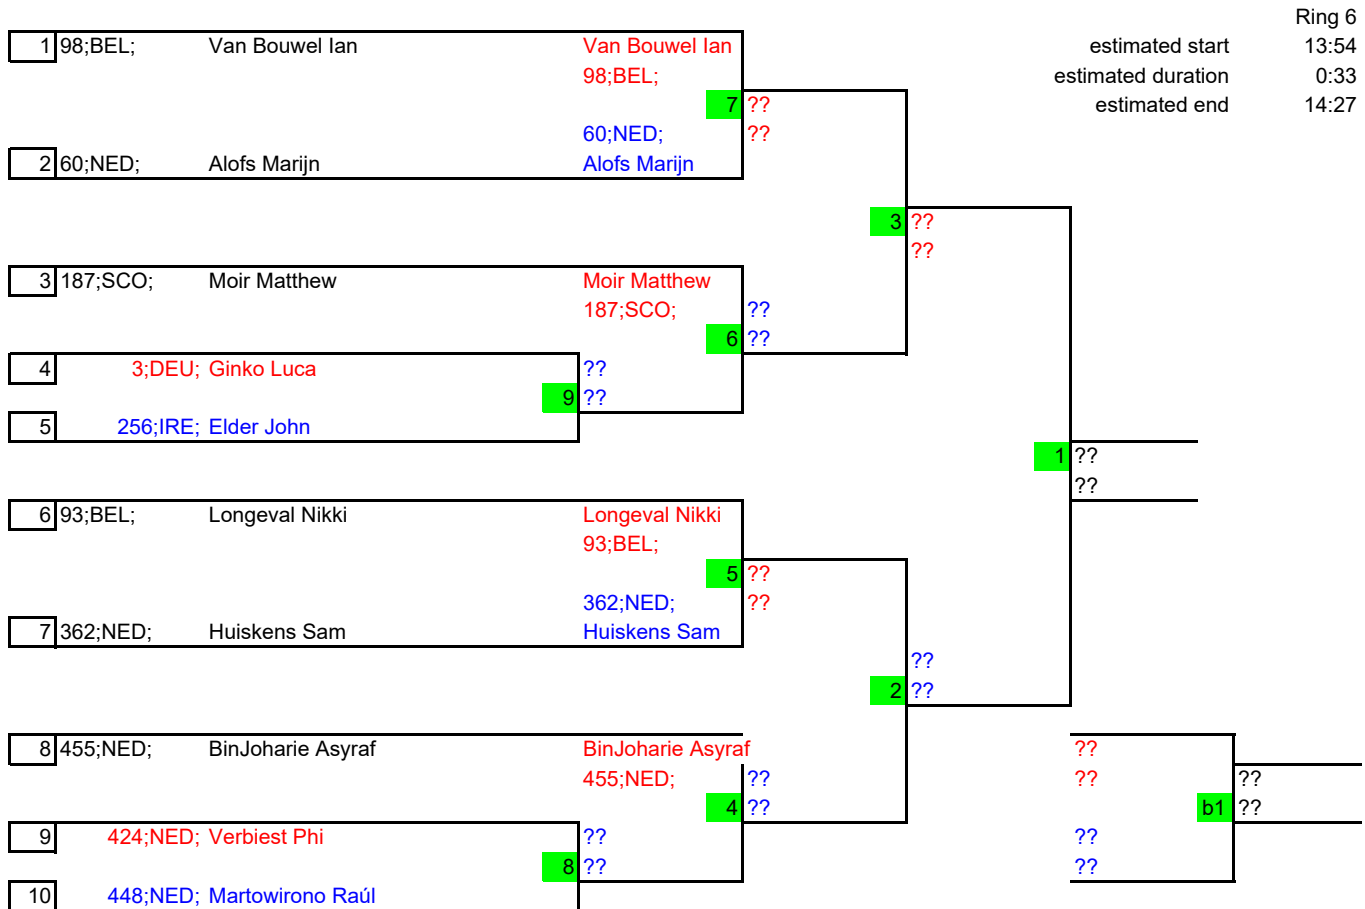 Ring 6
1 98;BEL; Van Bouwel Ian Van Bouwel Ian estimated start 13:54
98;BEL; estimated duration 0:33
7 ?? estimated end 14:27
60;NED; ??
2 60;NED; Alofs Marijn Alofs Marijn
3 ??
??
3 187;SCO; Moir Matthew Moir Matthew
187;SCO; ??
6 ??
4 3;DEU; Ginko Luca ??
9 ??
5 256;IRE; Elder John
1 ??
??
6 93;BEL; Longeval Nikki Longeval Nikki
93;BEL;
5 ??
362;NED; ??
7 362;NED; Huiskens Sam Huiskens Sam
??
2 ??
8 455;NED; BinJoharie Asyraf BinJoharie Asyraf ??
455;NED; ?? ?? ??
4 ?? b1 ??
9 424;NED; Verbiest Phi ?? ??
8 ?? ??
10 448;NED; Martowirono Raúl